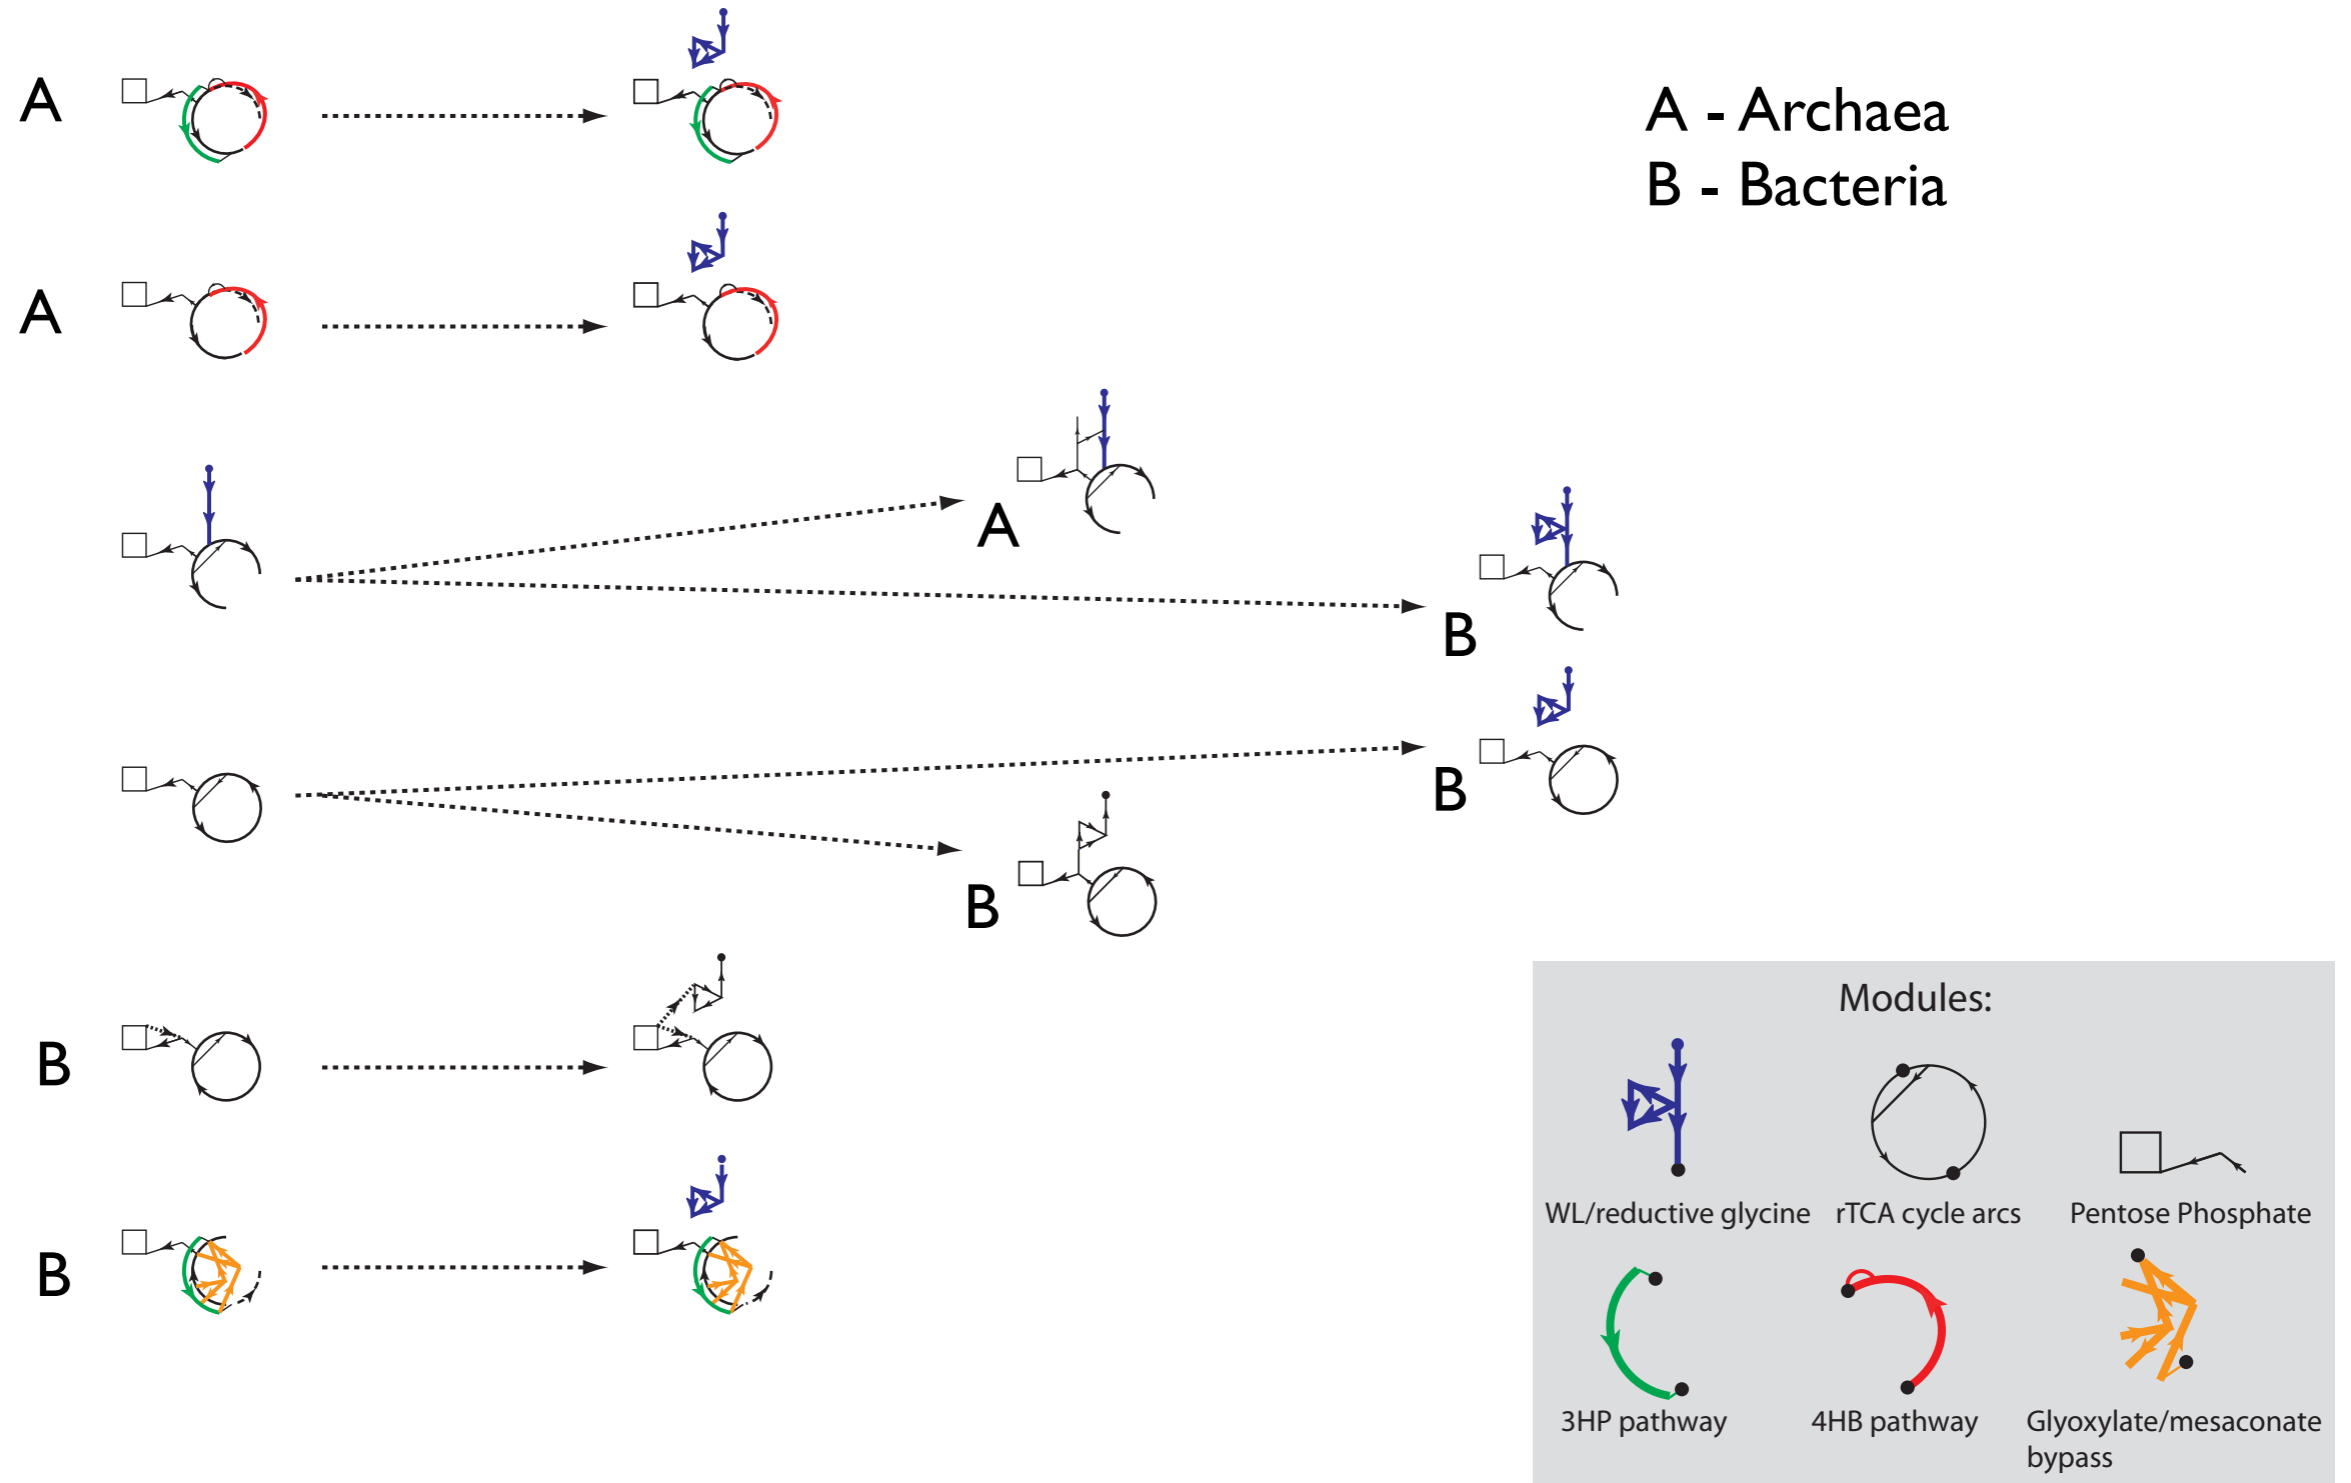 A
A - Archaea
B - Bacteria
A
A
B
B
B
B
Modules:
WL/reductive glycine
rTCA cycle arcs
Pentose Phosphate
B
3HP pathway
4HB pathway
Glyoxylate/mesaconate
bypass